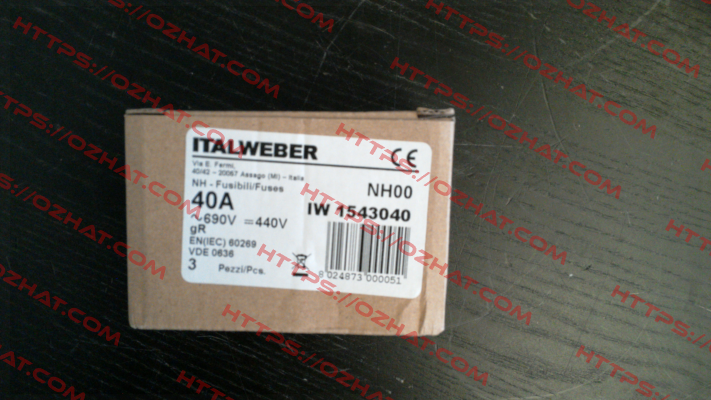 ITALWEBER
CE
Via E. Fermi,
40/42 – 20057 Assago (MI) – Italia
NH - Fusibili/Fuses
NH00
40A
IW 1543040
~690V =440V
gR
EN(IEC) 60269
VDE 0636
3 Pezzi/Pcs.
8 024873 000051
HTTPS://OZHAT.COM